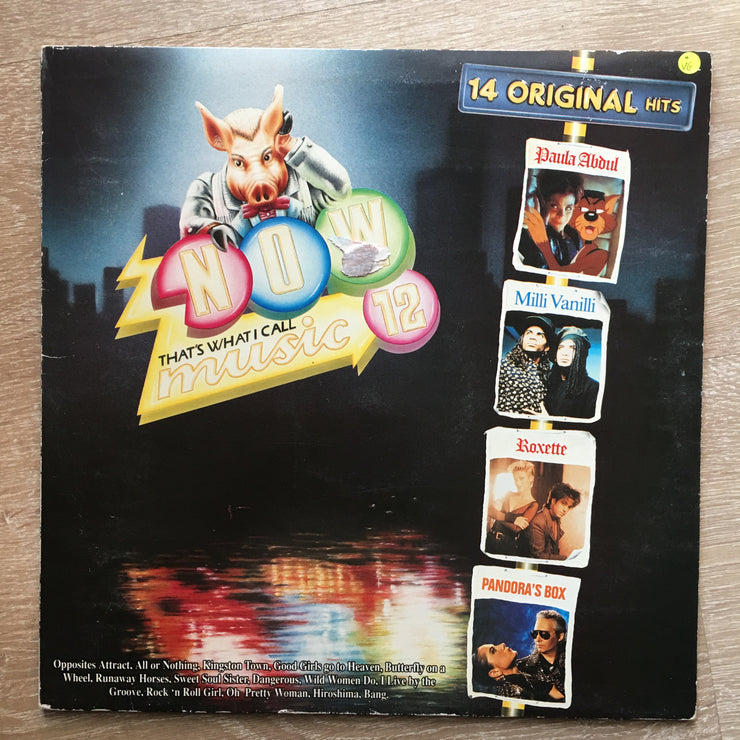 14 ORIGINAL HITS
Paula Abdul
NOW
12
THAT'S WHAT I CALL
music
Milli Vanilli
Roxette
PANDORA'S BOX
Opposites Attract, All or Nothing, Kingston Town, Good Girls go to Heaven, Butterfly on a
Wheel, Runaway Horses, Sweet Soul Sister, Dangerous, Wild Women Do, I Live by the
Groove, Rock 'n Roll Girl, Oh Pretty Woman, Hiroshima, Bang.